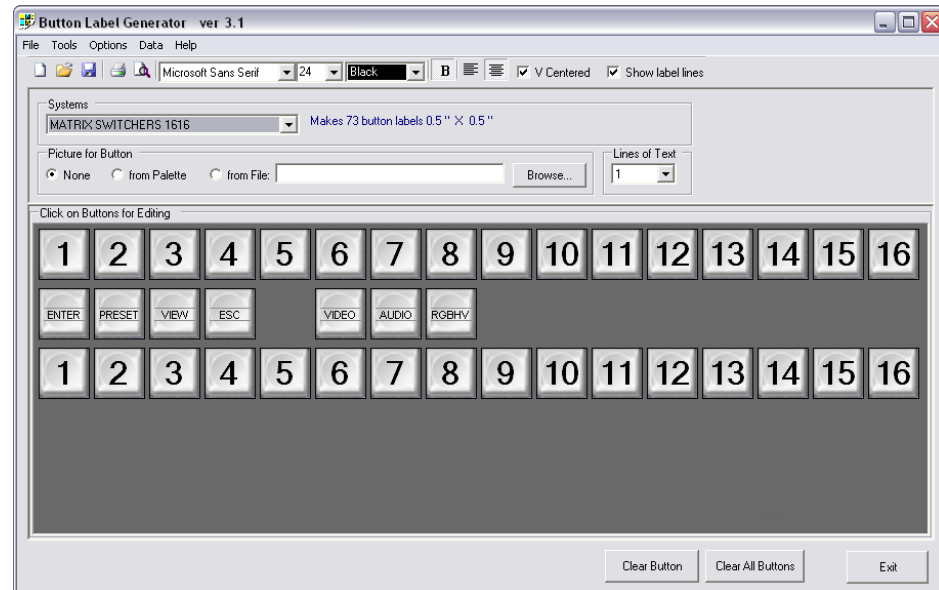 Button Label Generator ver 3.1
File Tools Options Data Help
Microsoft Sans Serif 24 Black B V Centered Show label lines
Systems
MATRIX SWITCHERS 1616 Makes 73 button labels 0.5 " X 0.5 "
Picture for Button Lines of Text
None from Palette from File: Browse... 1
Click on Buttons for Editing
1 2 3 4 5 6 7 8 9 10 11 12 13 14 15 16
ENTER PRESET VIEW ESC VIDEO AUDIO RGBHV
1 2 3 4 5 6 7 8 9 10 11 12 13 14 15 16
Clear Button Clear All Buttons Exit